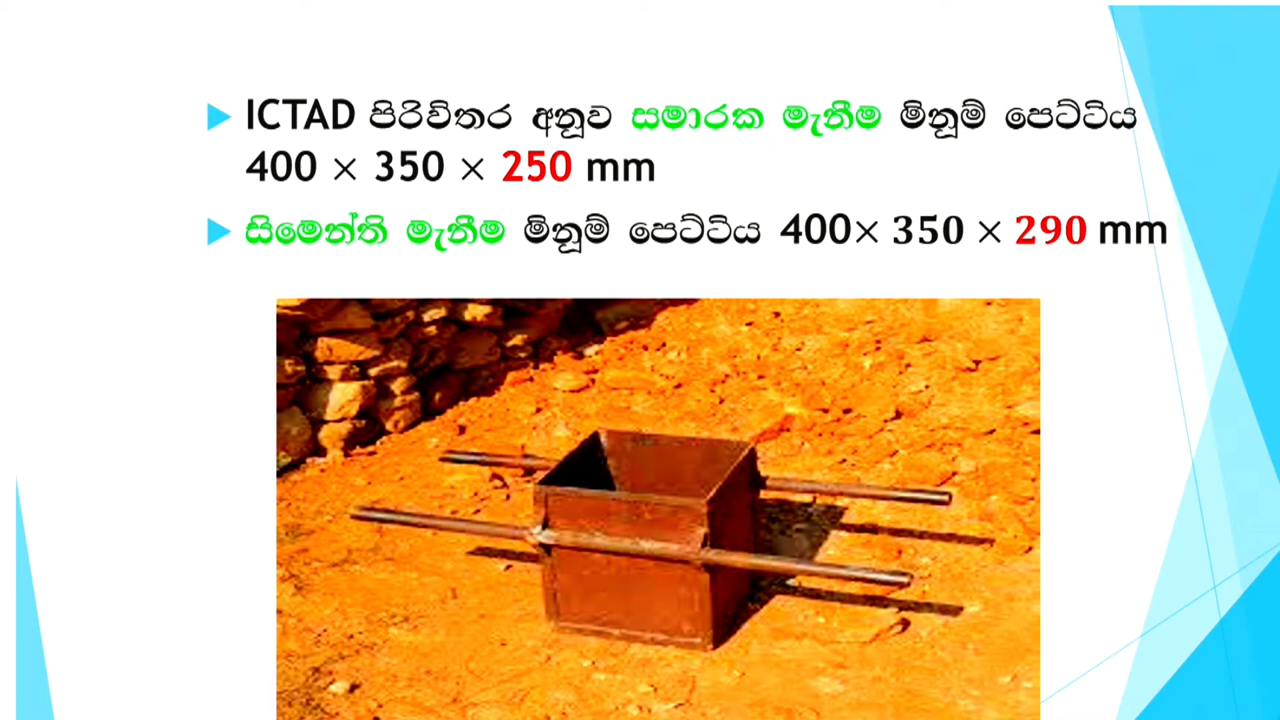 ICTAD පිරිවිතර අනූව සමාරක මැනීම මිනූම් පෙට්ටිය
400 × 350 × 250 mm
සිමෙන්ති මැනීම මිනූම් පෙට්ටිය 400× 350 × 290 mm